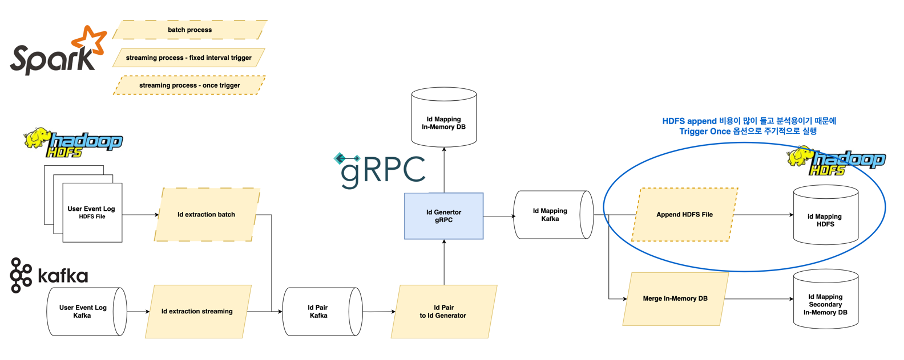 Spark
batch process
streaming process - fixed interval trigger
streaming process - once trigger
hadoop
HDFS
User Event Log
HDFS File
Id extraction batch
kafka
User Event Log
Kafka
Id extraction streaming
Id Pair
Kafka
Id Pair
to Id Generator
gRPC
Id Mapping
In-Memory DB
Id Genertor
gRPC
Id Mapping
Kafka
HDFS append 비용이 많이 들고 분석용이기 때문에
Trigger Once 옵션으로 주기적으로 실행
hadoop
HDFS
Append HDFS File
Id Mapping
HDFS
Merge In-Memory DB
Id Mapping
Secondary
In-Memory DB